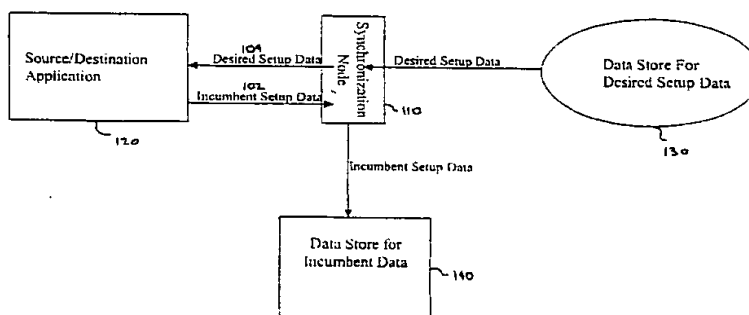 Source/Destination
Application
104
Desired Setup Data
102
Incumbent Setup Data
120
Synchronization
Node
110
Desired Setup Data
Data Store For
Desired Setup Data
130
Incumbent Setup Data
Data Store for
Incumbent Data
140